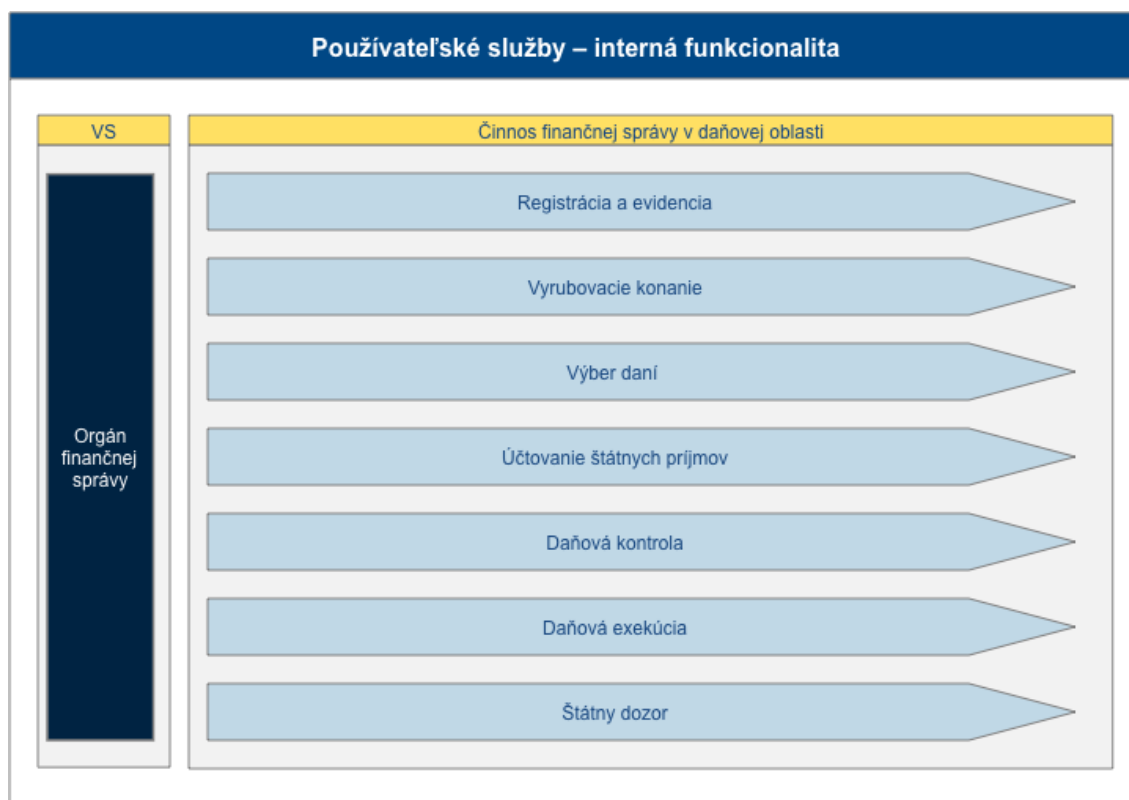 Používateľské služby – interná funkcionalita
VS
Činnos finančnej správy v daňovej oblasti
Orgán
finančnej
správy
Registrácia a evidencia
Vyrubovacie konanie
Výber daní
Účtovanie štátnych príjmov
Daňová kontrola
Daňová exekúcia
Štátny dozor